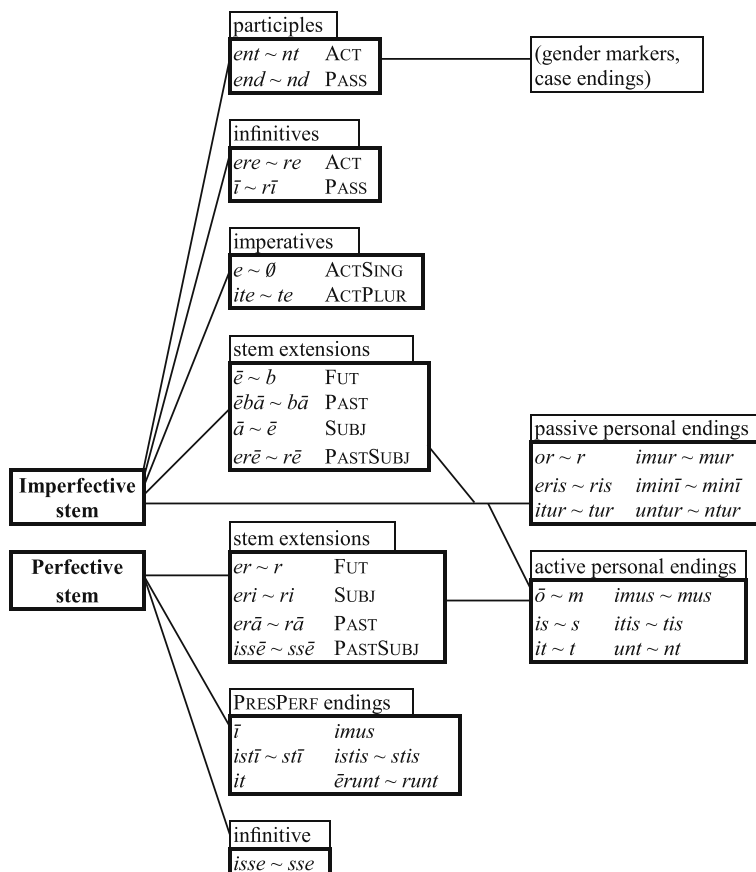 participles
ent ~ nt ACT
end ~ nd PASS
(gender markers,
case endings)
infinitives
ere ~ re ACT
ī ~ rī PASS
imperatives
e ~ ∅ ACTSING
ite ~ te ACTPLUR
stem extensions
ē ~ b FUT
ēbā ~ bā PAST
ā ~ ē SUBJ
erē ~ rē PASTSUBJ
Imperfective
stem
passive personal endings
or ~ r imur ~ mur
eris ~ ris iminī ~ minī
itur ~ tur untur ~ ntur
Perfective
stem
stem extensions
er ~ r FUT
eri ~ ri SUBJ
erā ~ rā PAST
issē ~ ssē PASTSUBJ
active personal endings
ō ~ m imus ~ mus
is ~ s itis ~ tis
it ~ t unt ~ nt
PRESPERF endings
ī imus
istī ~ stī istis ~ stis
it ērunt ~ runt
infinitive
isse ~ sse